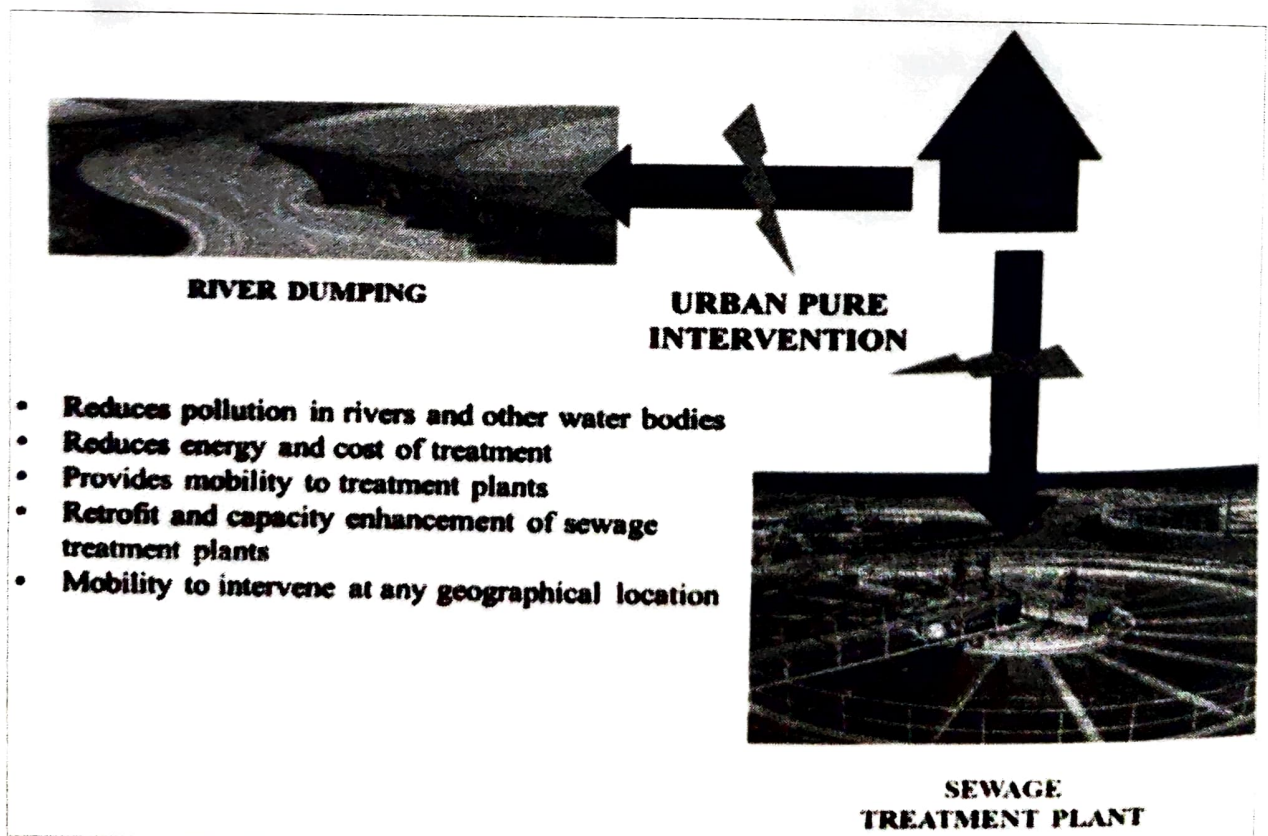 RIVER DUMPING
URBAN PURE
INTERVENTION
• Reduces pollution in rivers and other water bodies
• Reduces energy and cost of treatment
• Provides mobility to treatment plants
• Retrofit and capacity enhancement of sewage
treatment plants
• Mobility to intervene at any geographical location
SEWAGE
TREATMENT PLANT